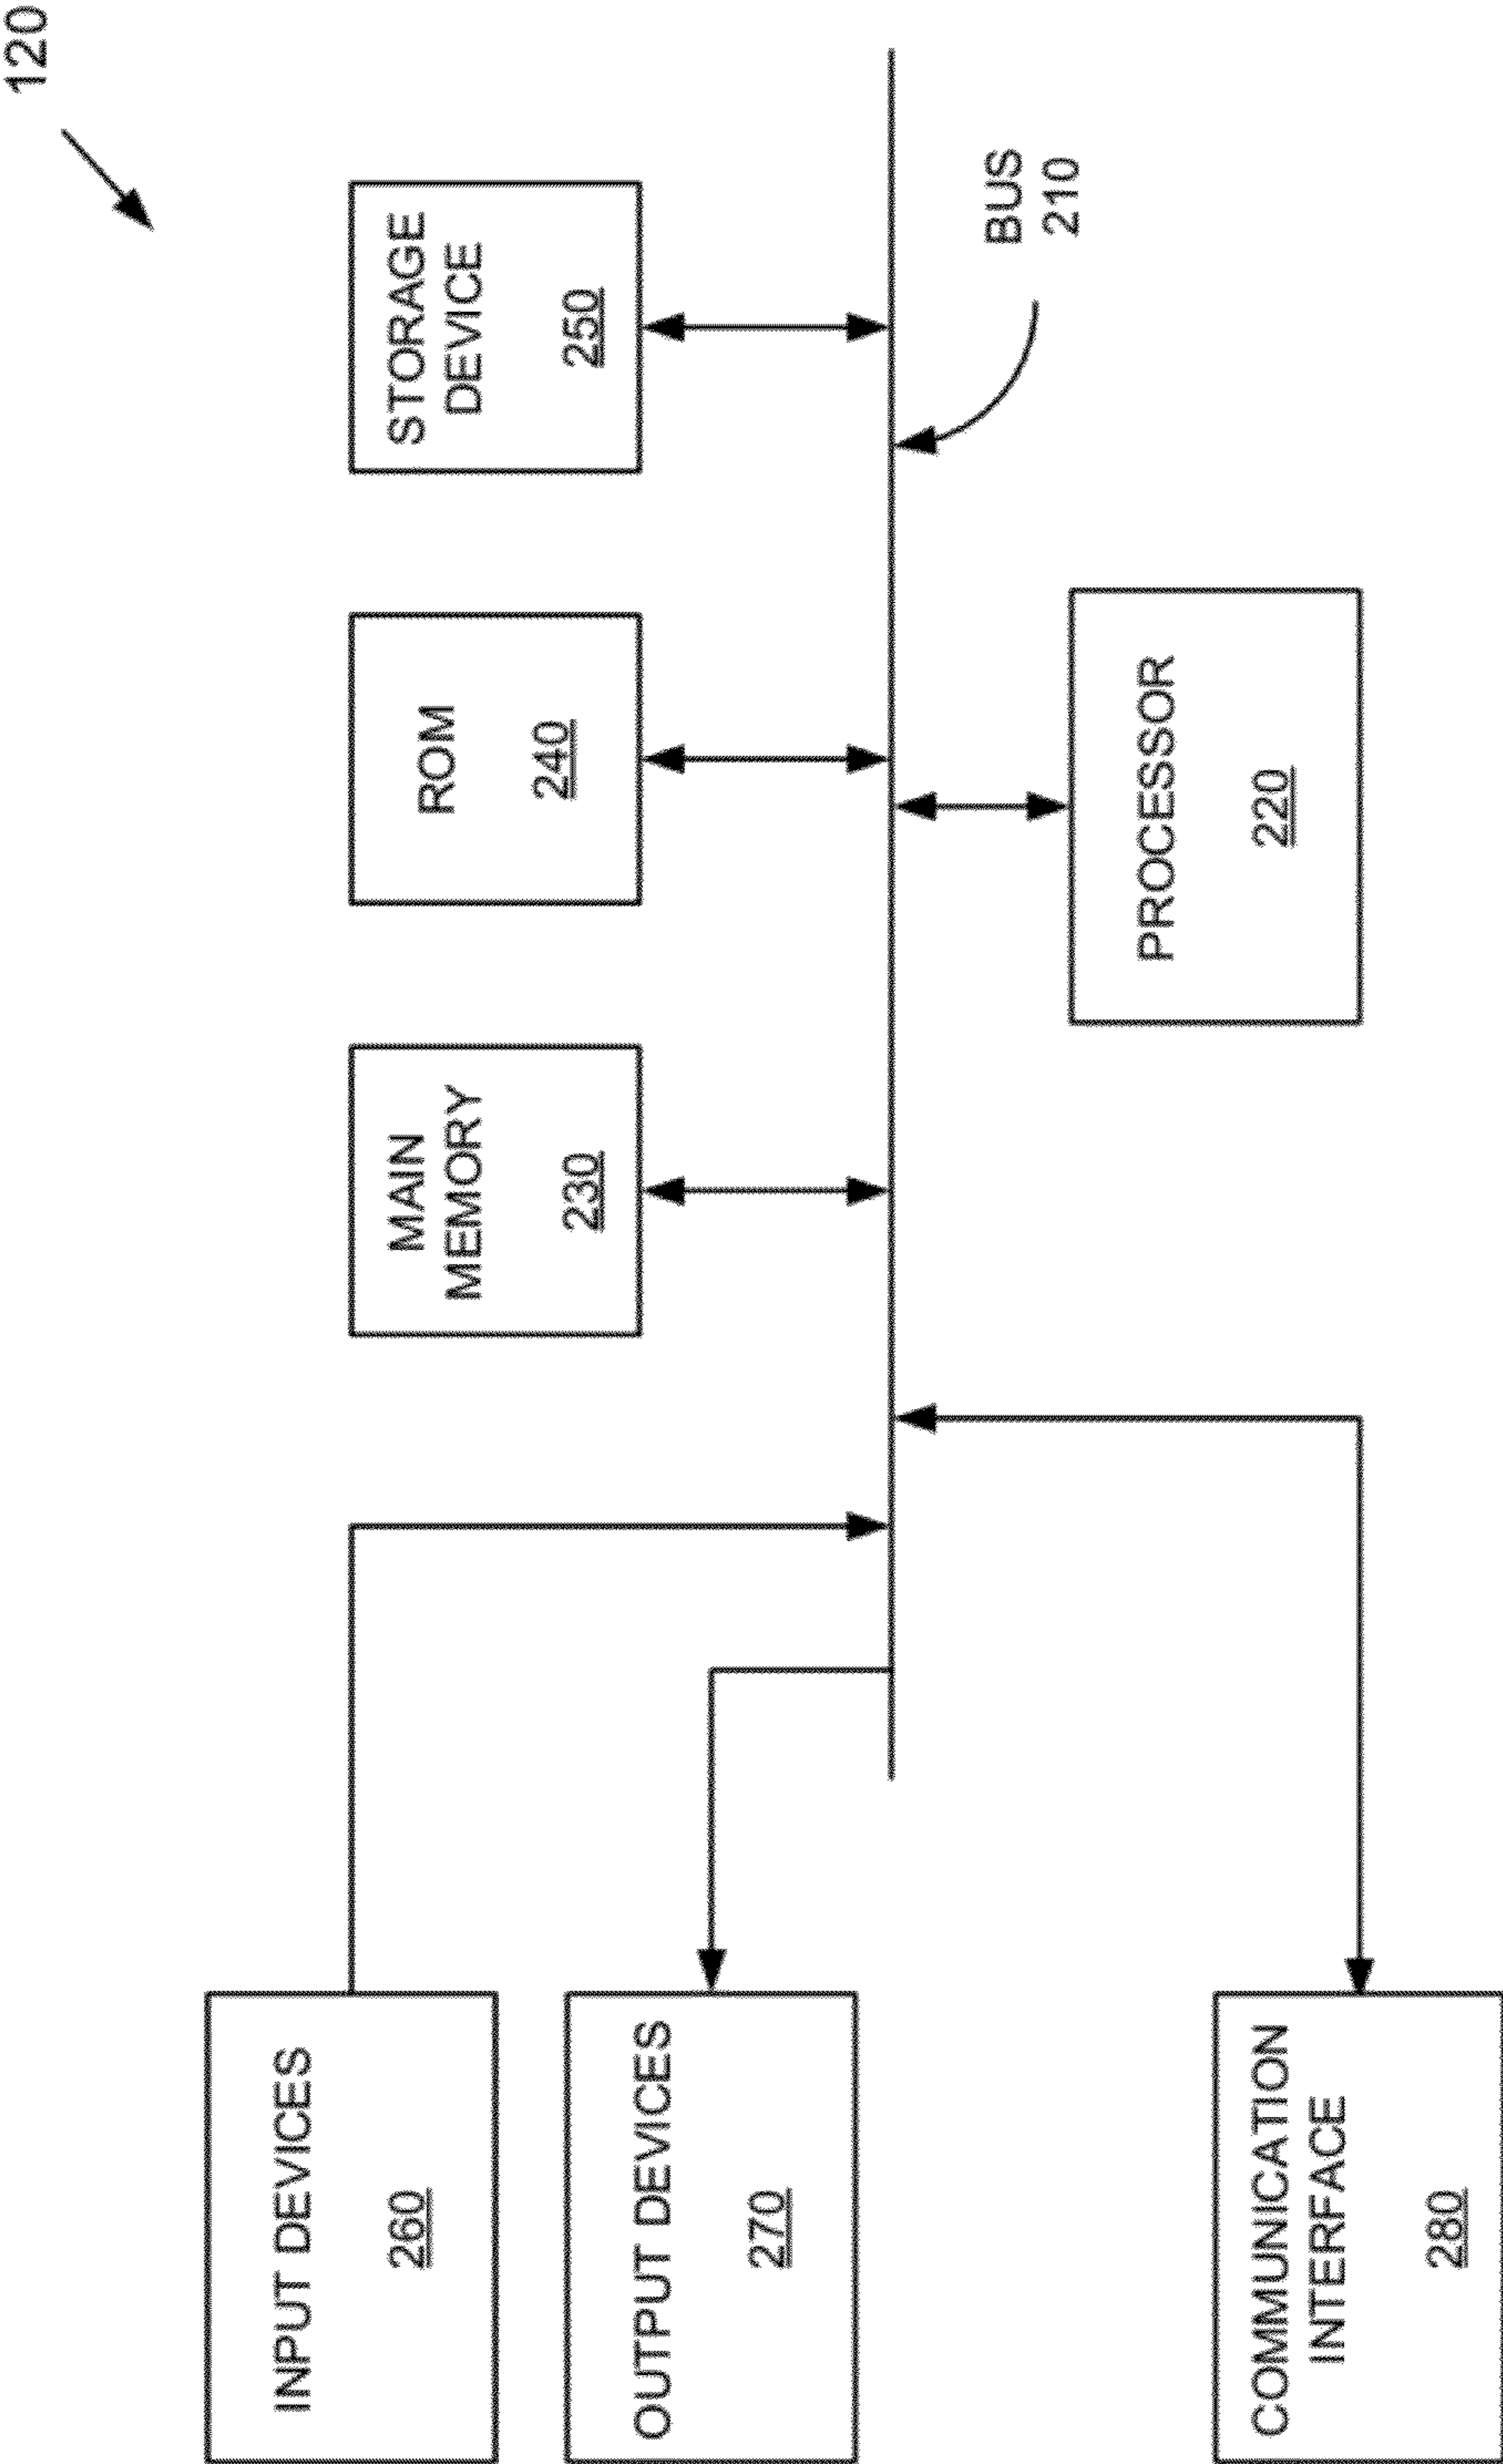 120
INPUT DEVICES
260
OUTPUT DEVICES
270
COMMUNICATION
INTERFACE
280
MAIN
MEMORY
230
ROM
240
STORAGE
DEVICE
250
BUS
210
PROCESSOR
220